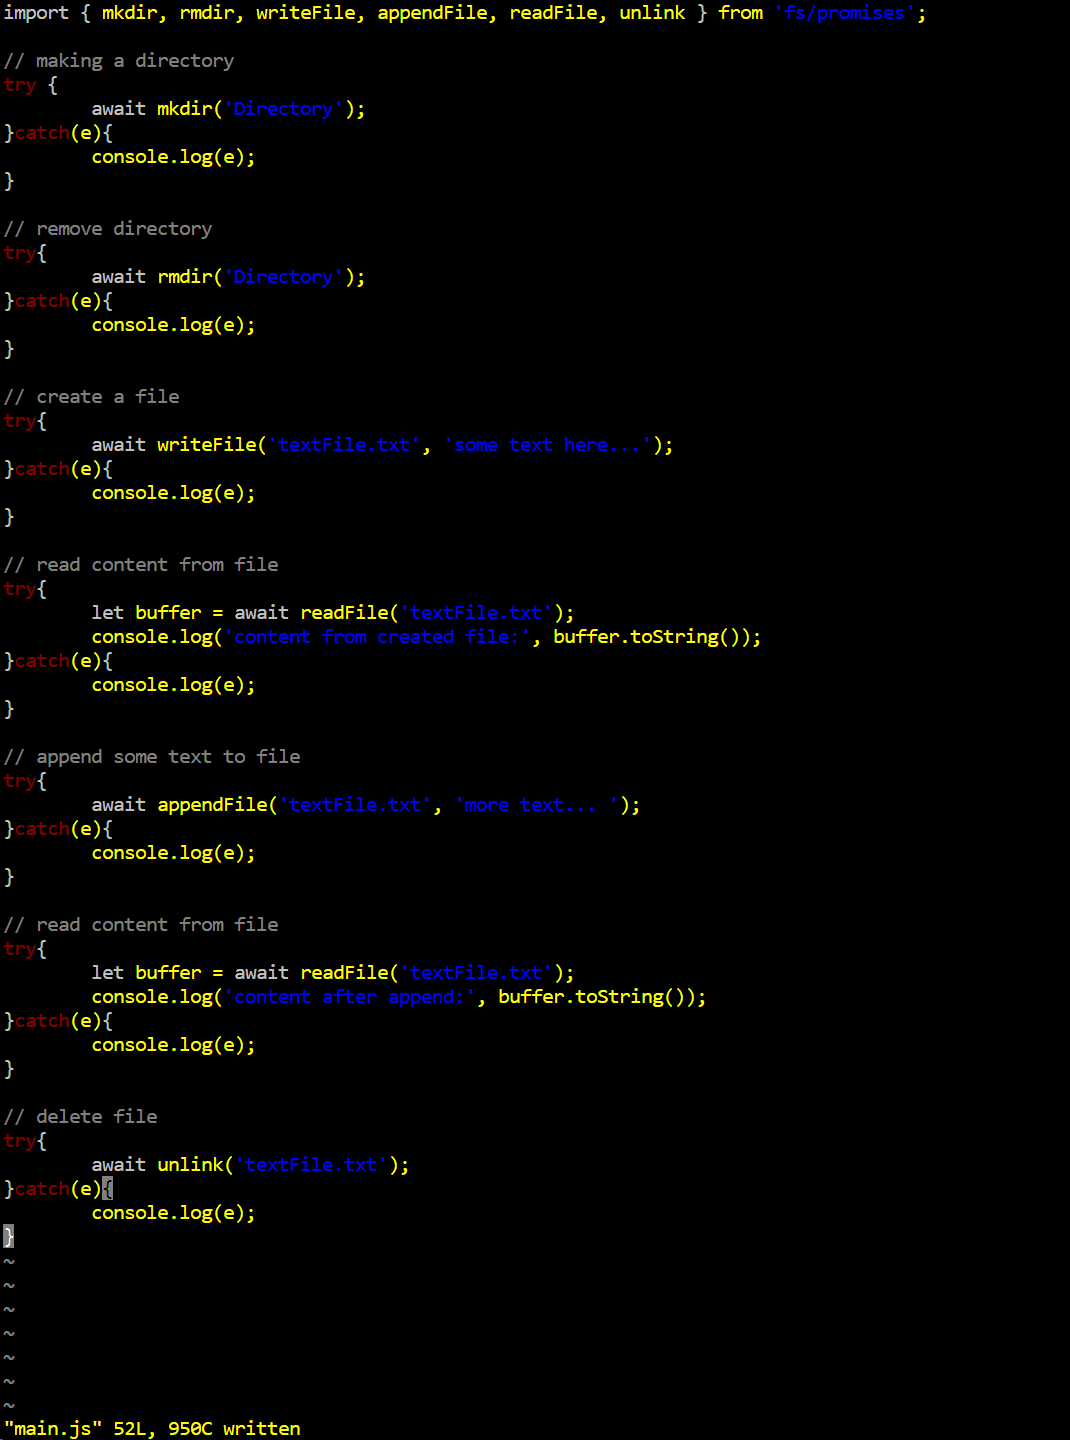 import { mkdir, rmdir, writeFile, appendFile, readFile, unlink } from 'fs/promises';

// making a directory
try {
        await mkdir('Directory');
}catch(e){
        console.log(e);
}

// remove directory
try{
        await rmdir('Directory');
}catch(e){
        console.log(e);
}

// create a file
try{
        await writeFile('textFile.txt', 'some text here...');
}catch(e){
        console.log(e);
}

// read content from file
try{
        let buffer = await readFile('textFile.txt');
        console.log('content from created file:', buffer.toString());
}catch(e){
        console.log(e);
}

// append some text to file
try{
        await appendFile('textFile.txt', 'more text... ');
}catch(e){
        console.log(e);
}

// read content from file
try{
        let buffer = await readFile('textFile.txt');
        console.log('content after append:', buffer.toString());
}catch(e){
        console.log(e);
}

// delete file
try{
        await unlink('textFile.txt');
}catch(e){
        console.log(e);
}
~
~
~
~
~
~
~
"main.js" 52L, 950C written